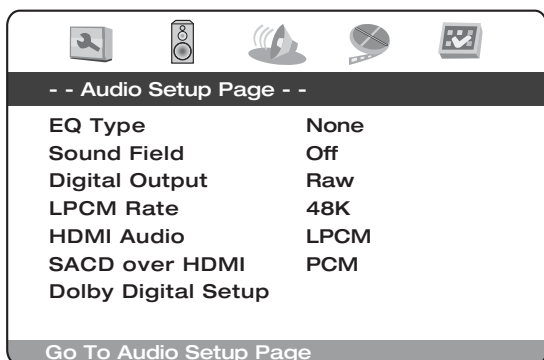 - - Audio Setup Page - -
EQ Type None
Sound Field Off
Digital Output Raw
LPCM Rate 48K
HDMI Audio LPCM
SACD over HDMI PCM
Dolby Digital Setup
Go To Audio Setup Page